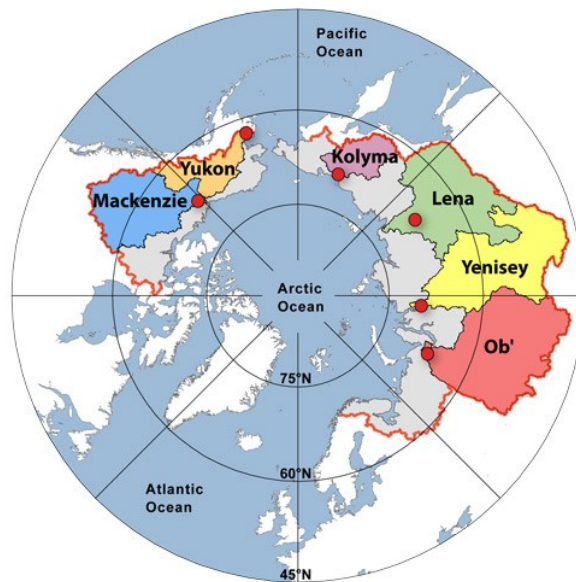 Pacific
Ocean
Kolyma
Yukon
Mackenzie
Lena
Yenisey
Arctic
Ocean
Ob'
75°N
60°N
Atlantic
Ocean
45°N